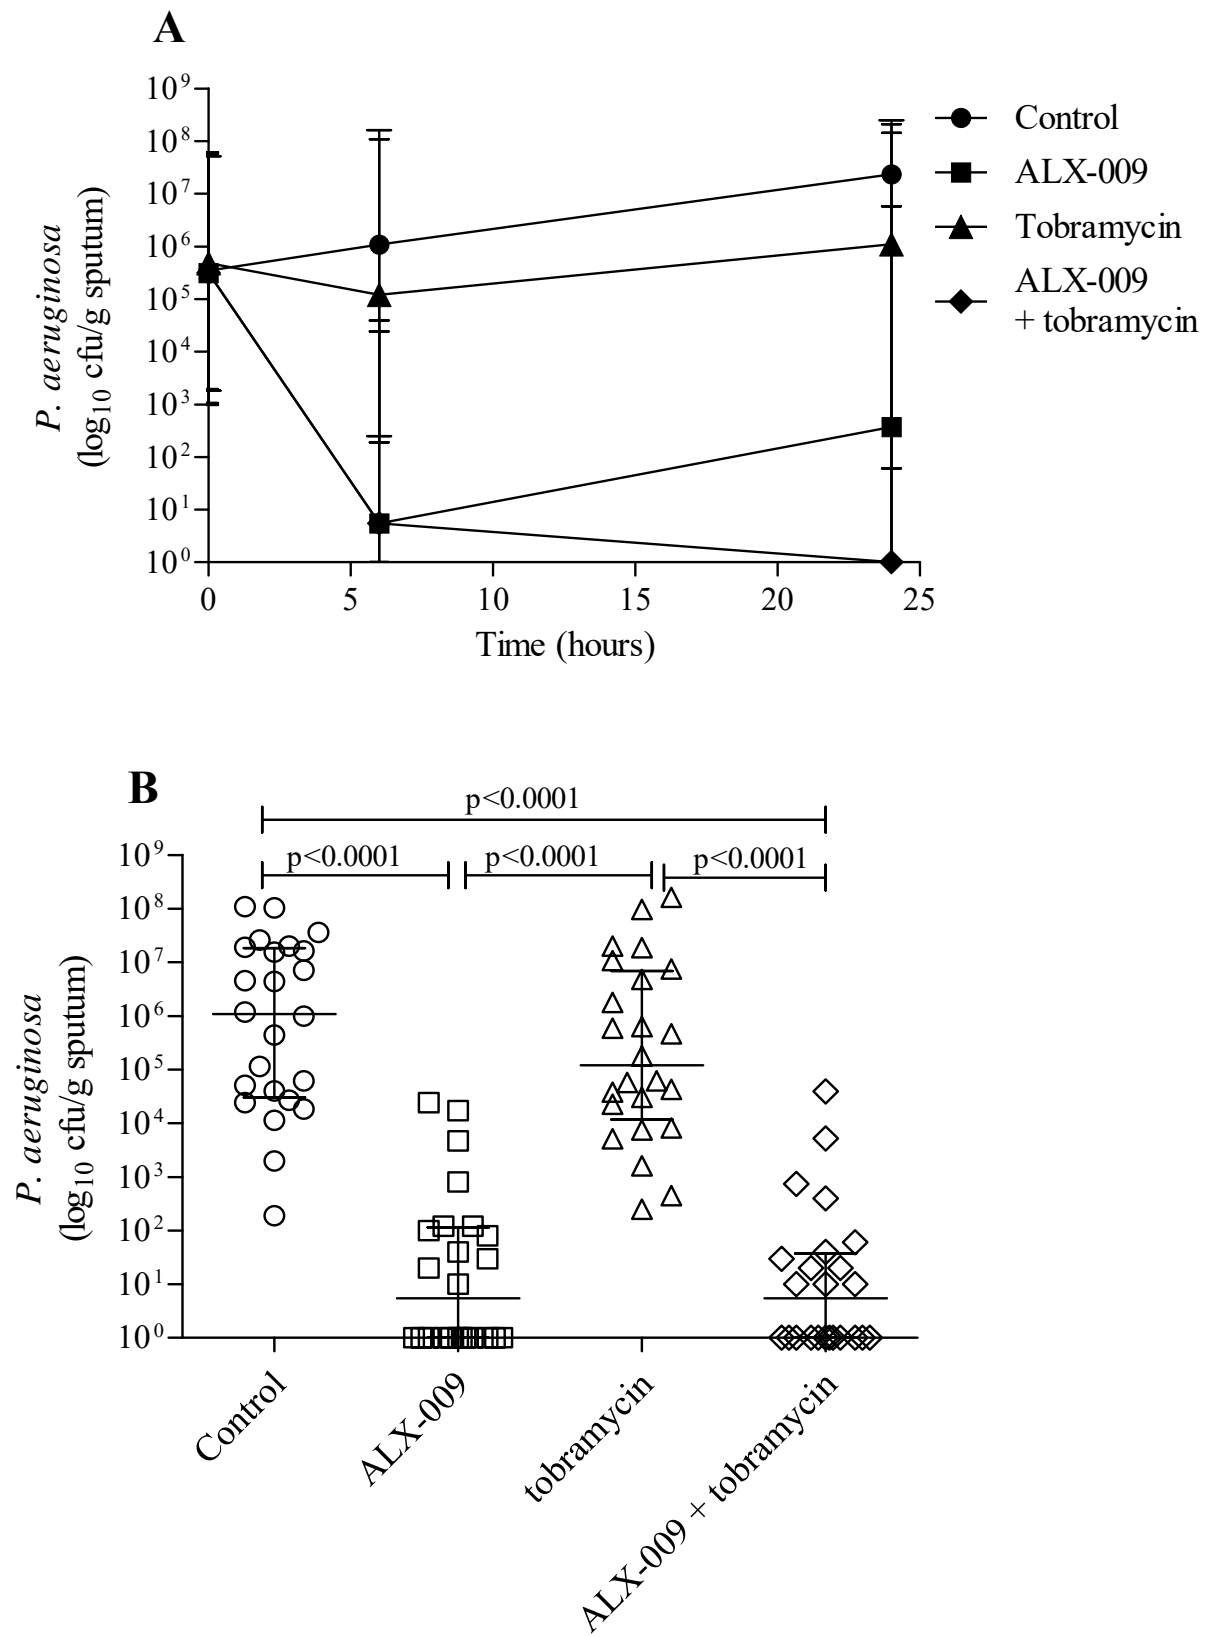 A
10⁹
10⁸
10⁷
10⁶
10⁵
10⁴
10³
10²
10¹
10⁰
P. aeruginosa
(log₁₀ cfu/g sputum)
0 5 10 15 20 25
Time (hours)
Control
ALX-009
Tobramycin
ALX-009
+ tobramycin
B
p<0.0001
p<0.0001 p<0.0001 p<0.0001
10⁹
10⁸
10⁷
10⁶
10⁵
10⁴
10³
10²
10¹
10⁰
P. aeruginosa
(log₁₀ cfu/g sputum)
Control
ALX-009
tobramycin
ALX-009 + tobramycin